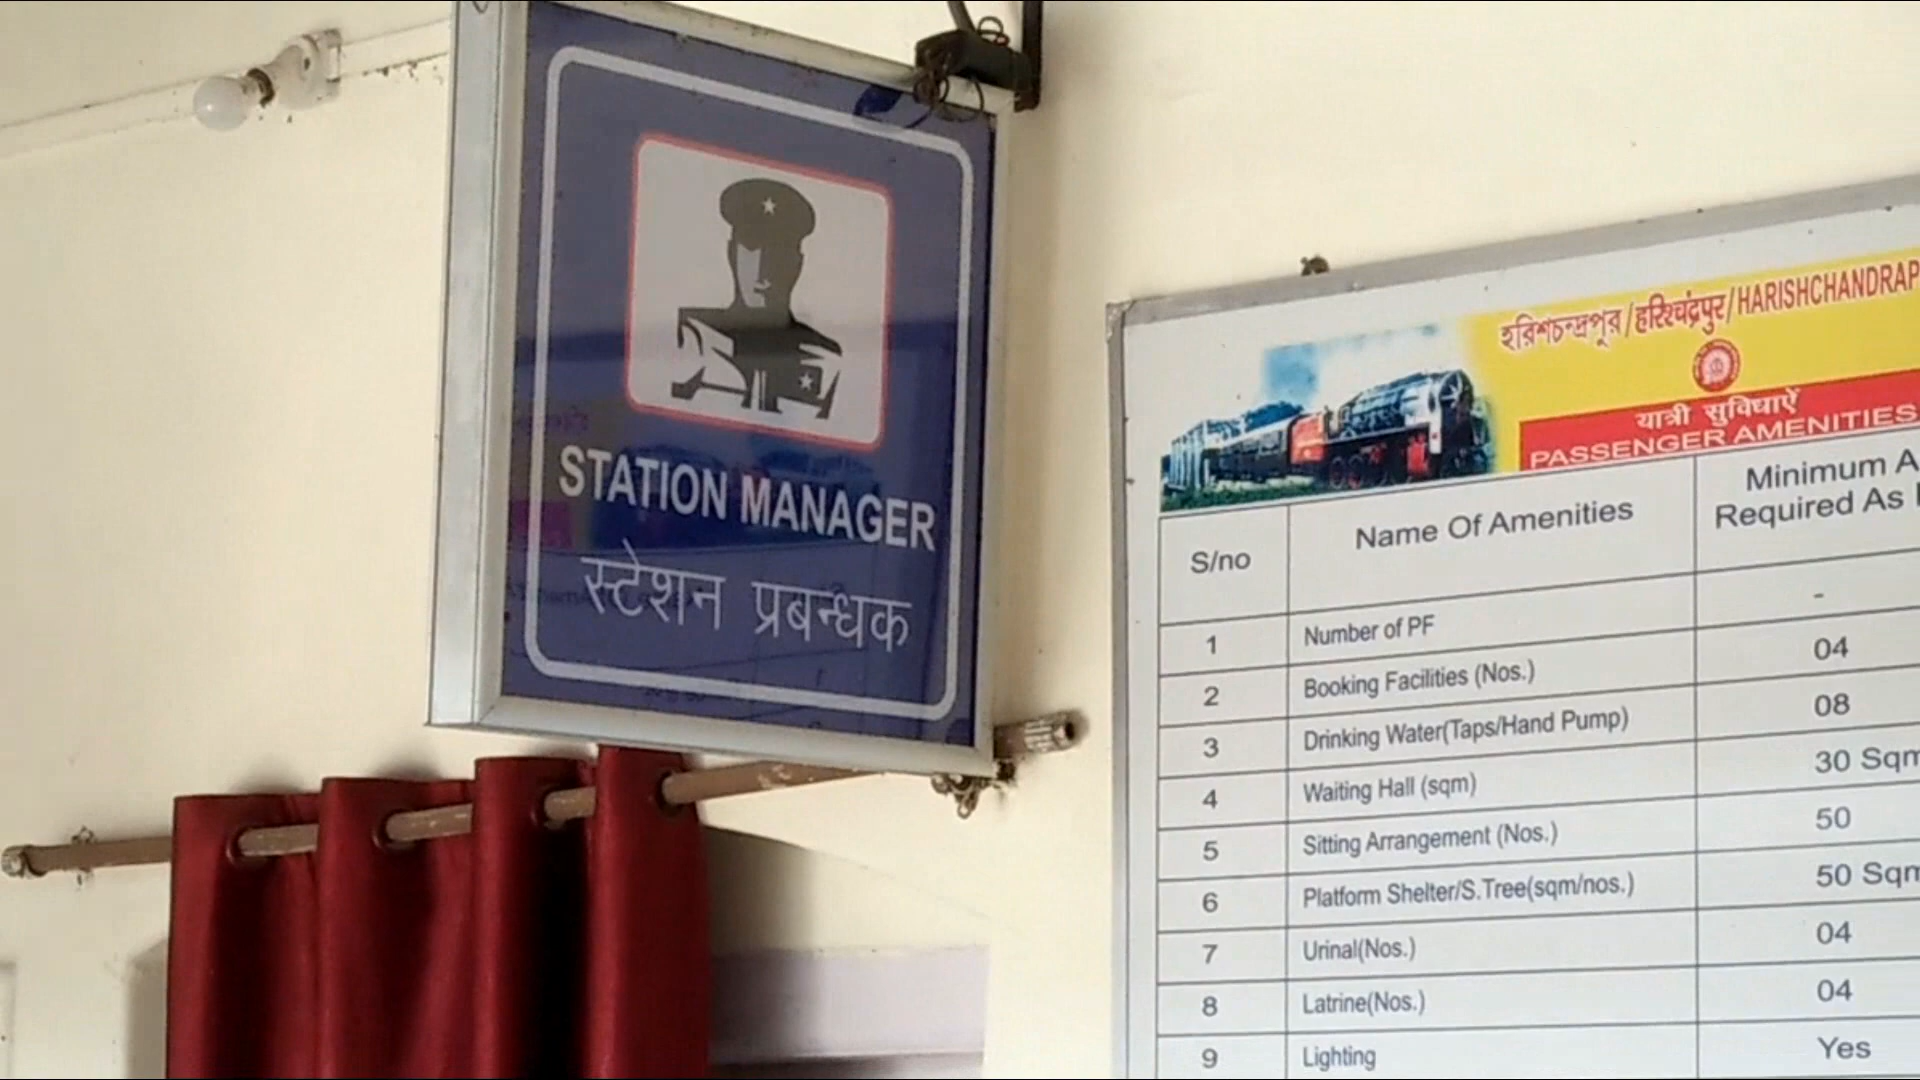 STATION MANAGER
स्टेशन प्रबन्धक
হরিশচন্দ্রপুর/हरिश्चंद्रपुर/HARISHCHANDRAP
यात्री सुविधाऐं
PASSENGER AMENITIES
S/no Name Of Amenities Minimum A
Required As
1 Number of PF -
2 Booking Facilities (Nos.) 04
3 Drinking Water(Taps/Hand Pump) 08
4 Waiting Hall (sqm) 30 Sqm
5 Sitting Arrangement (Nos.) 50
6 Platform Shelter/S.Tree(sqm/nos.) 50 Sqm
7 Urinal(Nos.) 04
8 Latrine(Nos.) 04
9 Lighting Yes